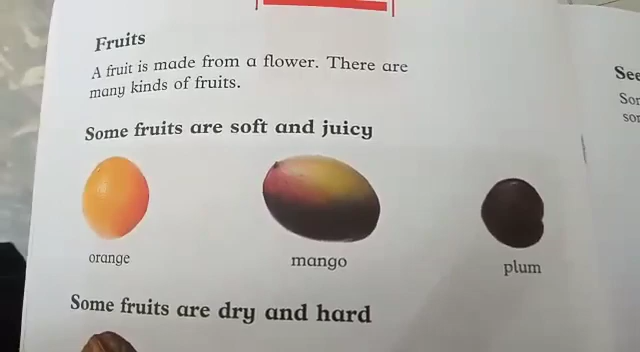 Fruits
A fruit is made from a flower. There are
many kinds of fruits.
Some fruits are soft and juicy
orange
mango
plum
Some fruits are dry and hard